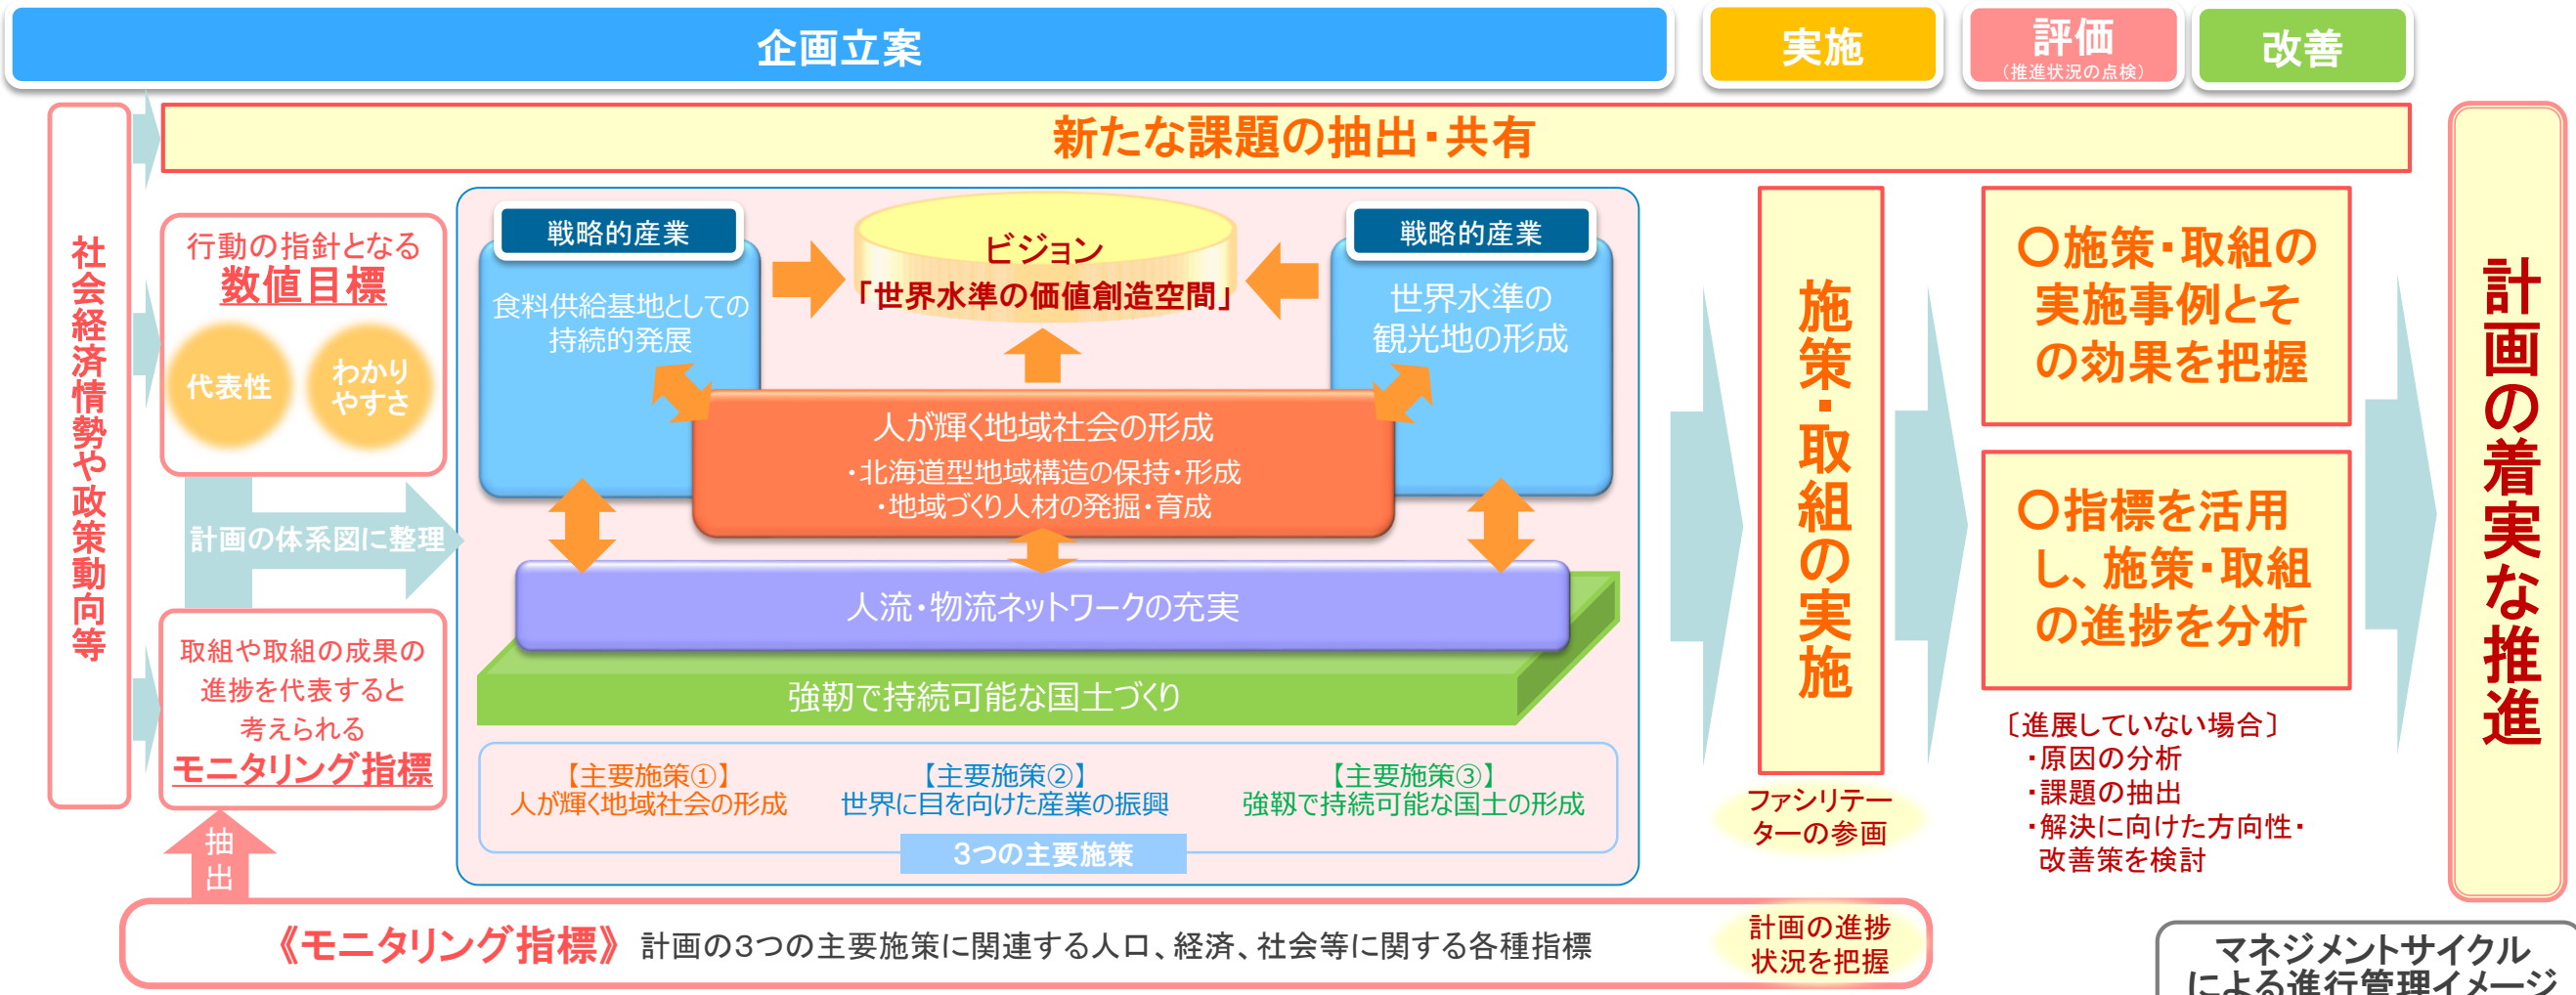 企画立案
実施
評価
（推進状況の点検）
改善
新たな課題の抽出・共有
社会経済情勢や政策動向等
行動の指針となる
数値目標
代表性
わかり
やすさ
計画の体系図に整理
取組や取組の成果の
進捗を代表すると
考えられる
モニタリング指標
抽出
戦略的産業
食料供給基地としての
持続的発展
ビジョン
「世界水準の価値創造空間」
戦略的産業
世界水準の
観光地の形成
人が輝く地域社会の形成
・北海道型地域構造の保持・形成
・地域づくり人材の発掘・育成
人流・物流ネットワークの充実
強靭で持続可能な国土づくり
【主要施策①】
人が輝く地域社会の形成
【主要施策②】
世界に目を向けた産業の振興
【主要施策③】
強靭で持続可能な国土の形成
3つの主要施策
施策・取組の実施
ファシリテー
ターの参画
〇施策・取組の
実施事例とそ
の効果を把握
〇指標を活用
し、施策・取組
の進捗を分析
〔進展していない場合〕
・原因の分析
・課題の抽出
・解決に向けた方向性・
改善策を検討
計画の着実な推進
《モニタリング指標》 計画の3つの主要施策に関連する人口、経済、社会等に関する各種指標
計画の進捗
状況を把握
マネジメントサイクル
による進行管理イメージ